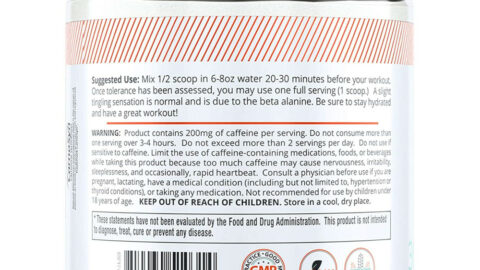 Suggested Use: Mix 1/2 scoop in 6-8oz water 20-30 minutes before your workout.
Once tolerance has been assessed, you may use one full serving (1 scoop.) A slight
tingling sensation is normal and is due to the beta alanine. Be sure to stay hydrated
and have a great workout!
WARNING: Product contains 200mg of caffeine per serving. Do not consume more than
one serving over 3-4 hours. Do not exceed more than 2 servings per day. Do not use if
sensitive to caffeine. Limit the use of caffeine-containing medications, foods, or beverages
while taking this product because too much caffeine may cause nervousness, irritability,
sleeplessness, and occasionally, rapid heartbeat. Consult a physician before use if you are
pregnant, lactating, have a medical condition (including but not limited to, hypertension or
thyroid conditions), or taking any medication. Not recommended for use by children under
18 years of age. KEEP OUT OF REACH OF CHILDREN. Store in a cool, dry place.
* These statements have not been evaluated by the Food and Drug Administration. This product is not intended
to diagnose, treat, cure or prevent any disease.
GMP